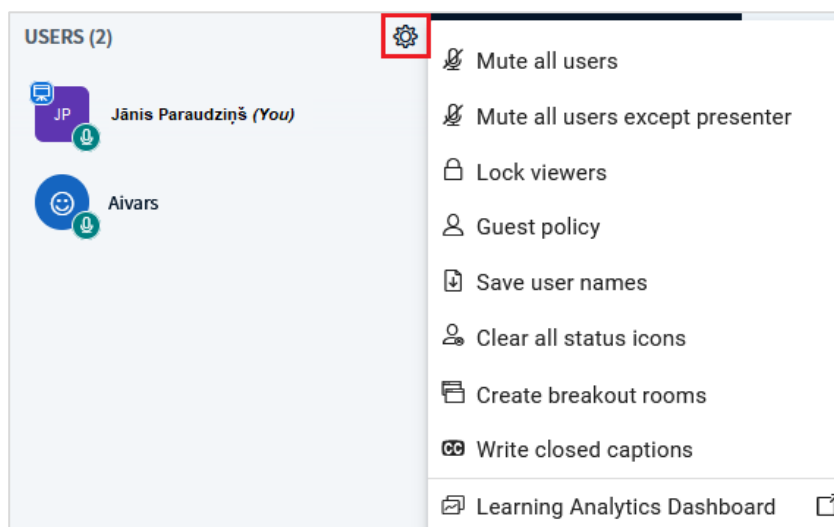 USERS (2)
JP
Jānis Paraudziņš (You)
Aivars
Mute all users
Mute all users except presenter
Lock viewers
Guest policy
Save user names
Clear all status icons
Create breakout rooms
CC Write closed captions
Learning Analytics Dashboard